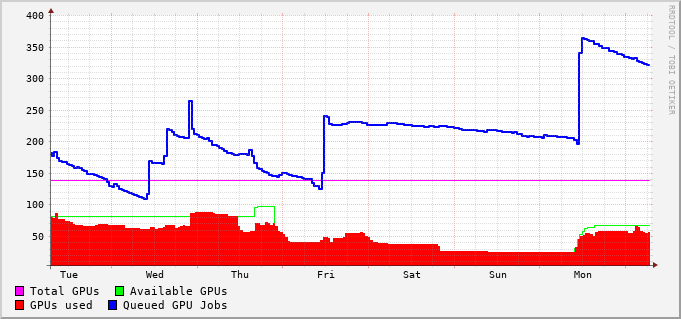 400
350
300
250
200
150
100
50
Tue Wed Thu Fri Sat Sun Mon
Total GPUs Available GPUs
GPUs used Queued GPU Jobs
RRDTOOL / TOBI OETIKER